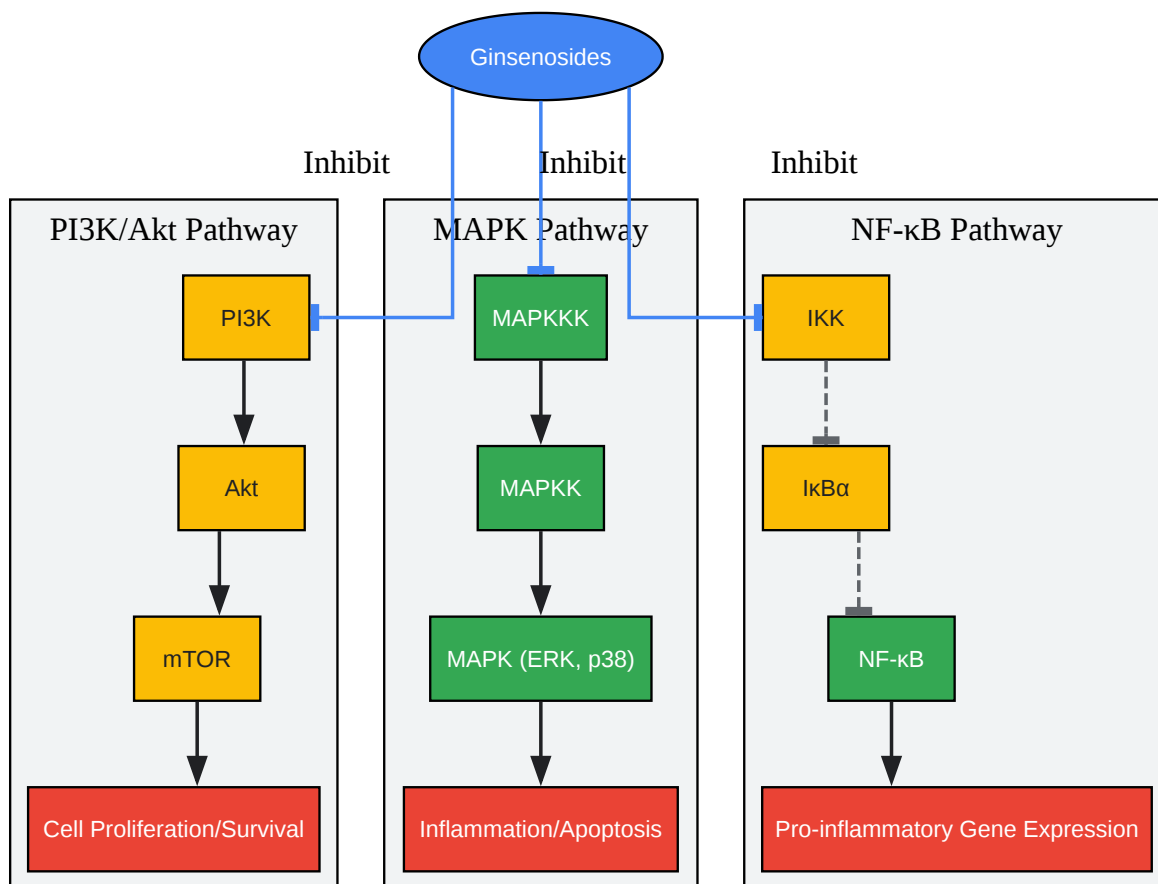 Ginsenosides
Inhibit
Inhibit
Inhibit
PI3K/Akt Pathway
PI3K
Akt
mTOR
Cell Proliferation/Survival
MAPK Pathway
MAPKKK
MAPKK
MAPK (ERK, p38)
Inflammation/Apoptosis
NF-κB Pathway
IKK
IκBα
NF-κB
Pro-inflammatory Gene Expression